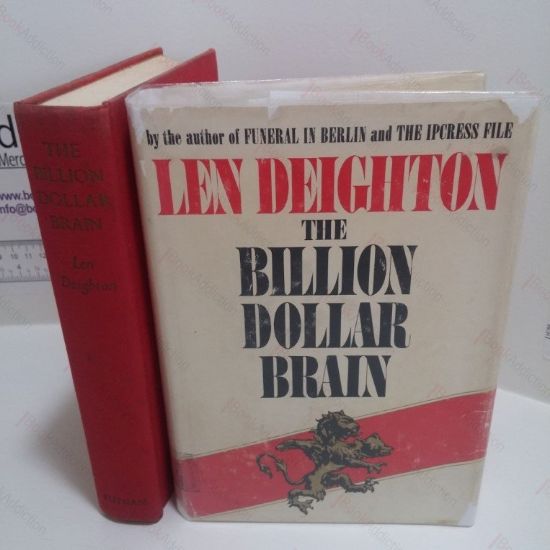 THE
BILLION
DOLLAR
BRAIN
Len
Deighton
PUTNAM
by the author of FUNERAL IN BERLIN and THE IPCRESS FILE
LEN DEIGHTON
THE
BILLION
DOLLAR
BRAIN